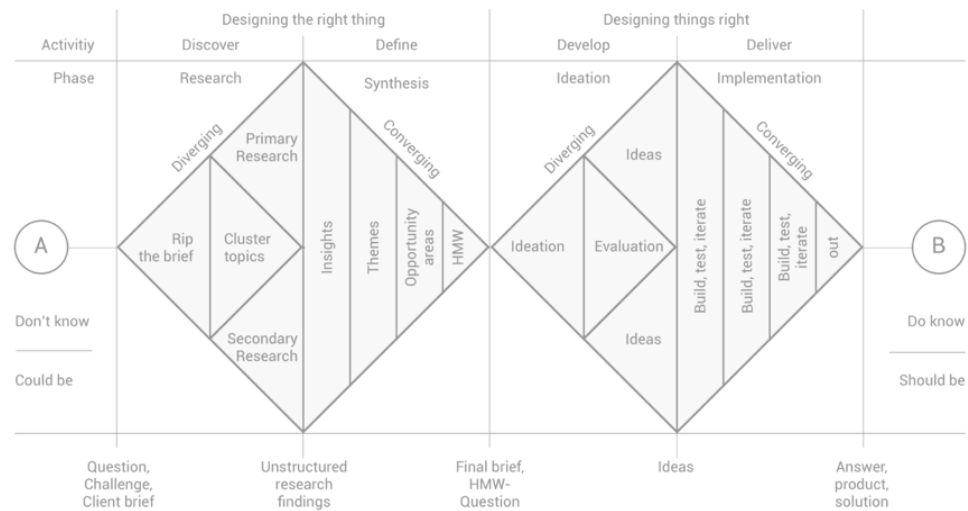 Designing the right thing
Designing things right
Activitiy
Discover
Define
Develop
Deliver
Phase
Research
Synthesis
Ideation
Implementation
Diverging
Converging
Diverging
Converging
A
Rip
the brief
Cluster
topics
Primary
Research
Secondary
Research
Insights
Themes
Opportunity
areas
HMW
Ideation
Evaluation
Ideas
Ideas
Build, test, iterate
Build, test, iterate
Build, test,
iterate
out
B
Don't know
Could be
Do know
Should be
Question,
Challenge,
Client brief
Unstructured
research
findings
Final brief,
HMW-
Question
Ideas
Answer,
product,
solution